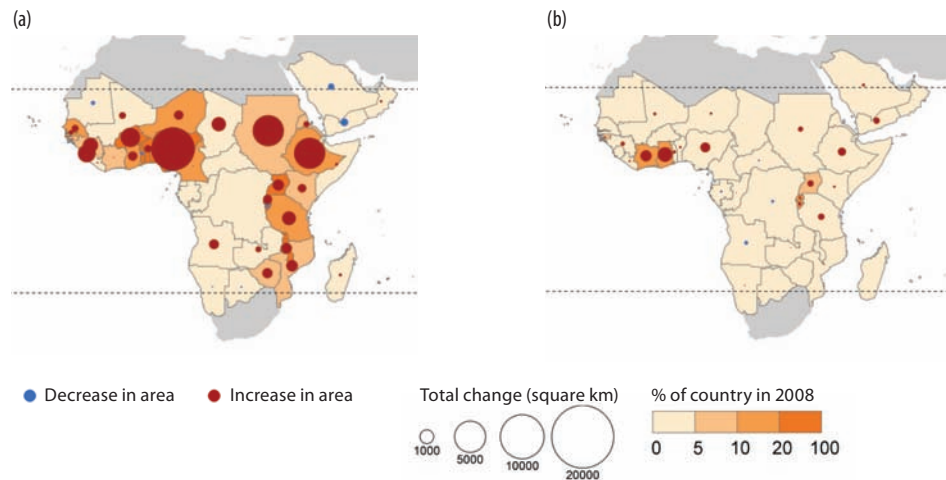 (a)
(b)
Decrease in area
Increase in area
Total change (square km)
1000
5000
10000
20000
% of country in 2008
0 5 10 20 100